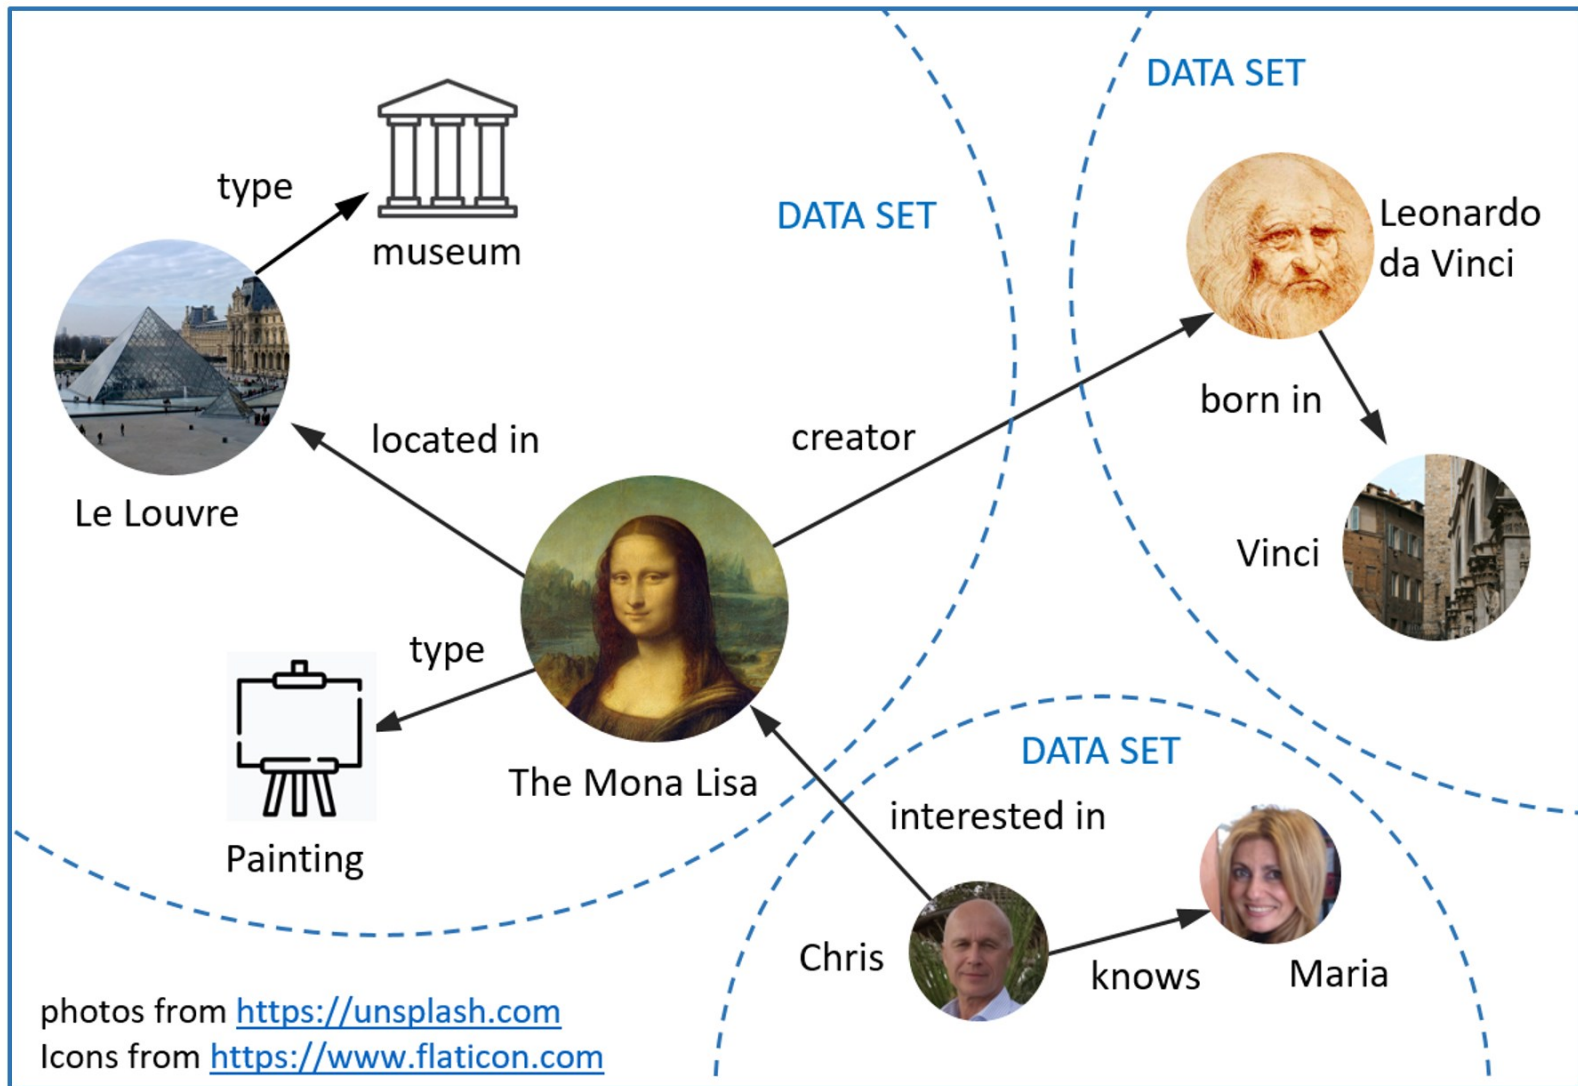 DATA SET
type
museum
DATA SET
Leonardo
da Vinci
located in
creator
born in
Le Louvre
Vinci
type
The Mona Lisa
DATA SET
interested in
Painting
Chris
knows
Maria
photos from https://unsplash.com
Icons from https://www.flaticon.com